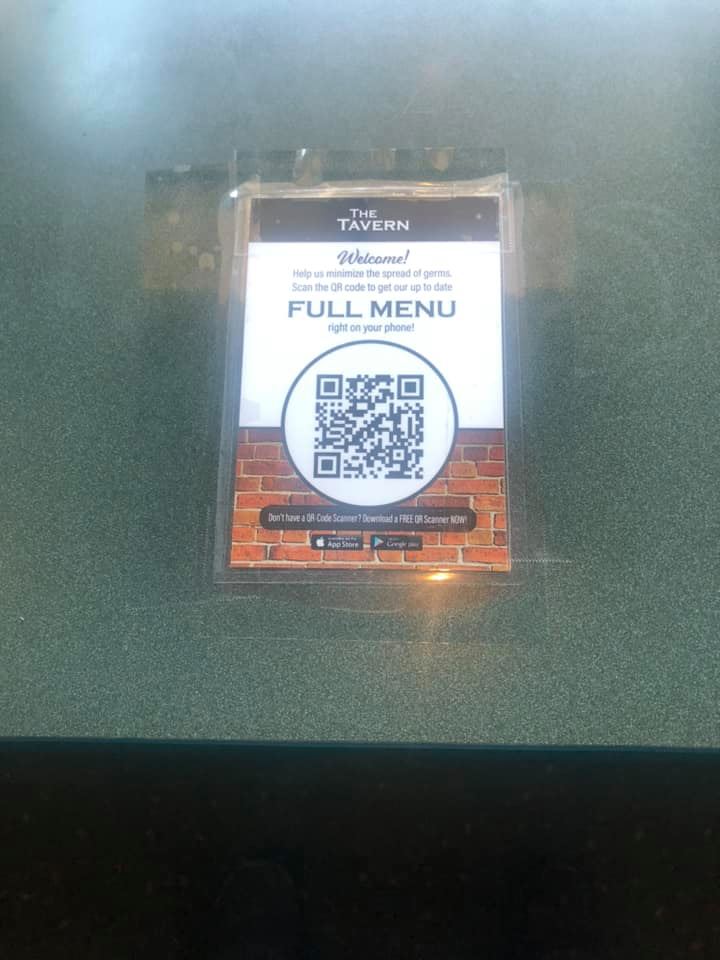 THE
TAVERN
Welcome!
Help us minimize the spread of germs.
Scan the QR code to get our up to date
FULL MENU
right on your phone!
Don't have a QR-Code Scanner? Download a FREE QR Scanner NOW!
App Store
Google play